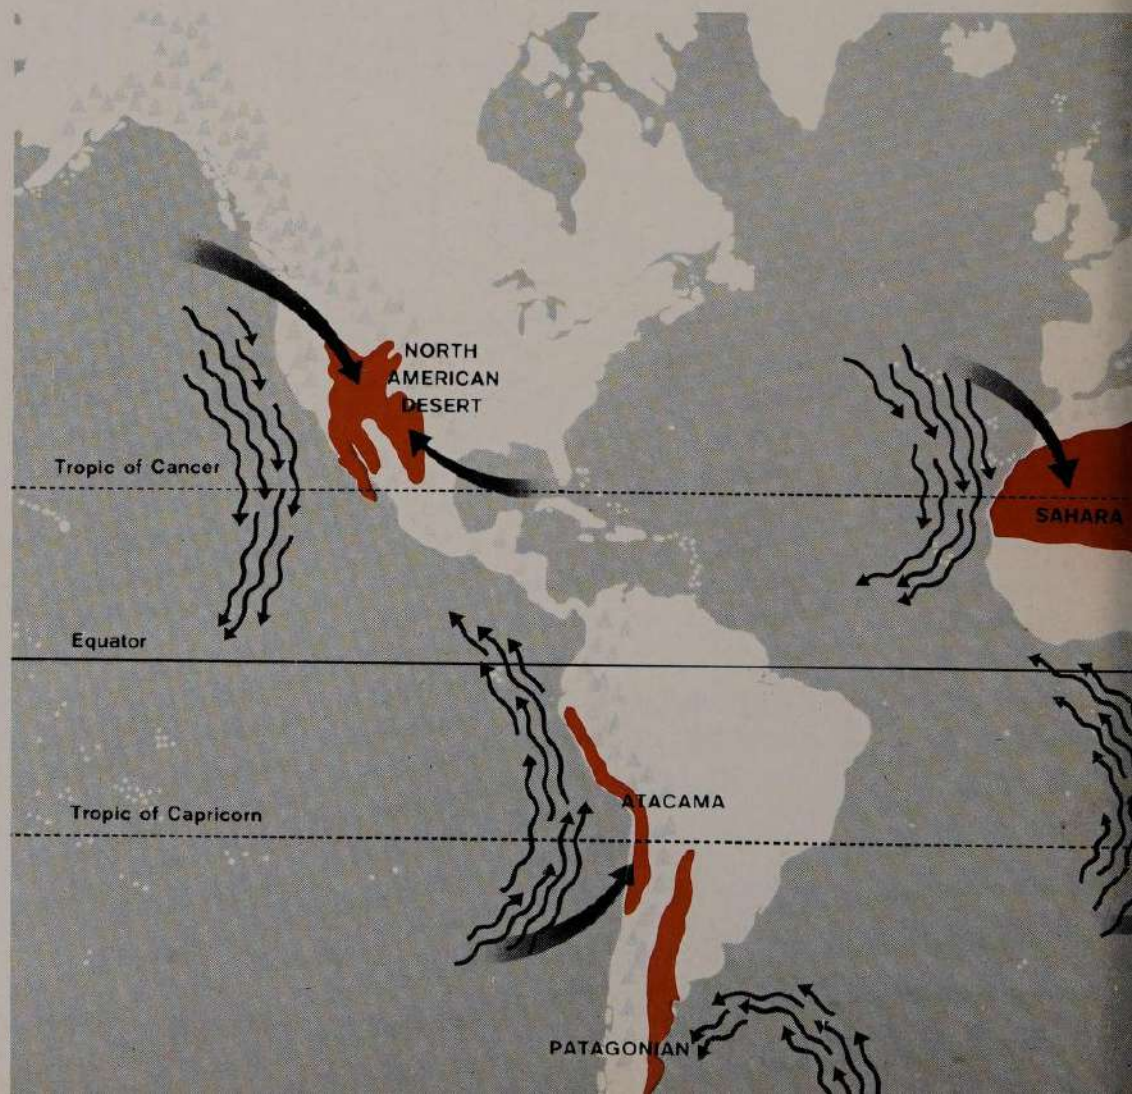 NORTH
AMERICAN
DESERT
Tropic of Cancer
SAHARA
Equator
ATACAMA
Tropic of Capricorn
PATAGONIAN